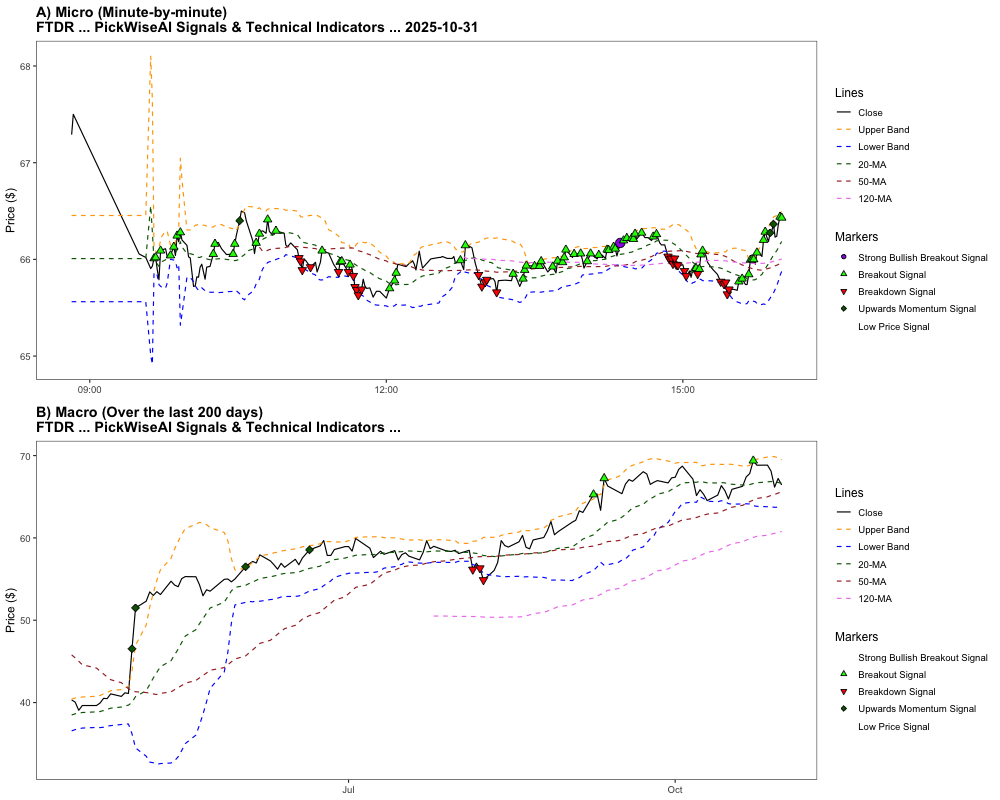 A) Micro (Minute-by-minute)
FTDR ... PickWiseAI Signals & Technical Indicators ... 2025-10-31
68
67
66
65
Price ($)
09:00
12:00
15:00
Lines
Close
Upper Band
Lower Band
20-MA
50-MA
120-MA
Markers
Strong Bullish Breakout Signal
Breakout Signal
Breakdown Signal
Upwards Momentum Signal
Low Price Signal
B) Macro (Over the last 200 days)
FTDR ... PickWiseAI Signals & Technical Indicators ...
70
60
50
40
Price ($)
Jul
Oct
Lines
Close
Upper Band
Lower Band
20-MA
50-MA
120-MA
Markers
Strong Bullish Breakout Signal
Breakout Signal
Breakdown Signal
Upwards Momentum Signal
Low Price Signal